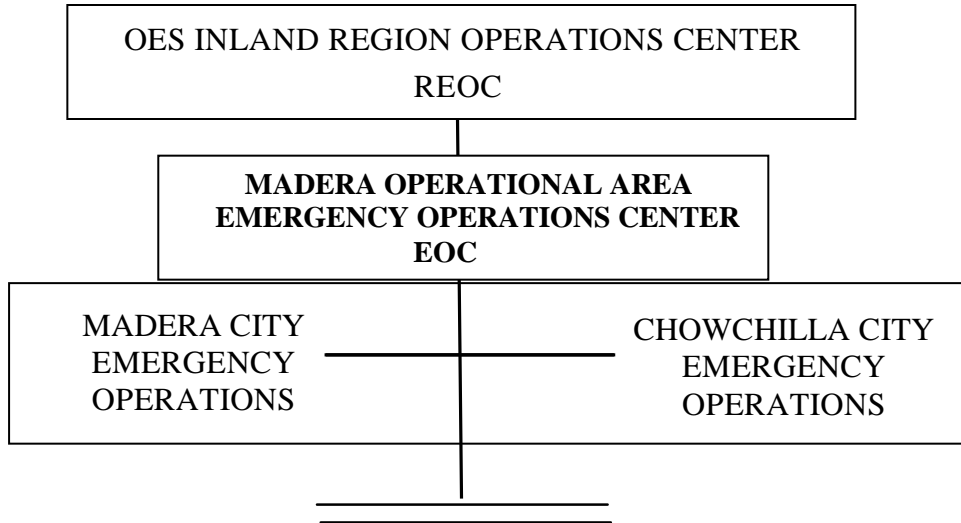 OES INLAND REGION OPERATIONS CENTER
REOC
MADERA OPERATIONAL AREA
EMERGENCY OPERATIONS CENTER
EOC
MADERA CITY
EMERGENCY
OPERATIONS
CHOWCHILLA CITY
EMERGENCY
OPERATIONS